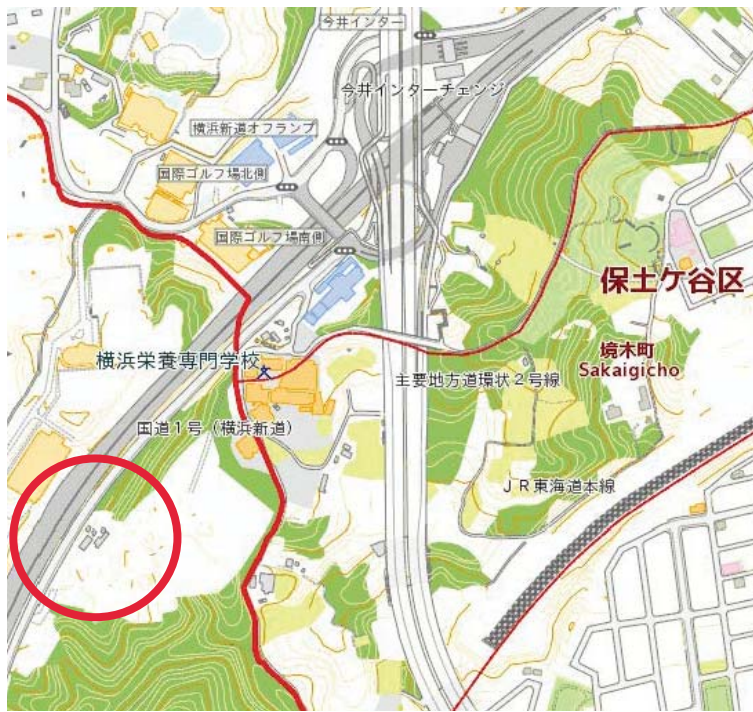 今井インター
今井インターチェンジ
横浜新道オフランプ
国際ゴルフ場北側
国際ゴルフ場南側
保土ケ谷区
境木町
Sakaigicho
横浜栄養専門学校
主要地方道環状２号線
国道１号（横浜新道）
ＪＲ東海道本線